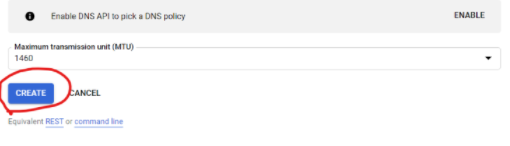 Enable DNS API to pick a DNS policy ENABLE
Maximum transmission unit (MTU)
1460
CREATE CANCEL
Equivalent REST or command line